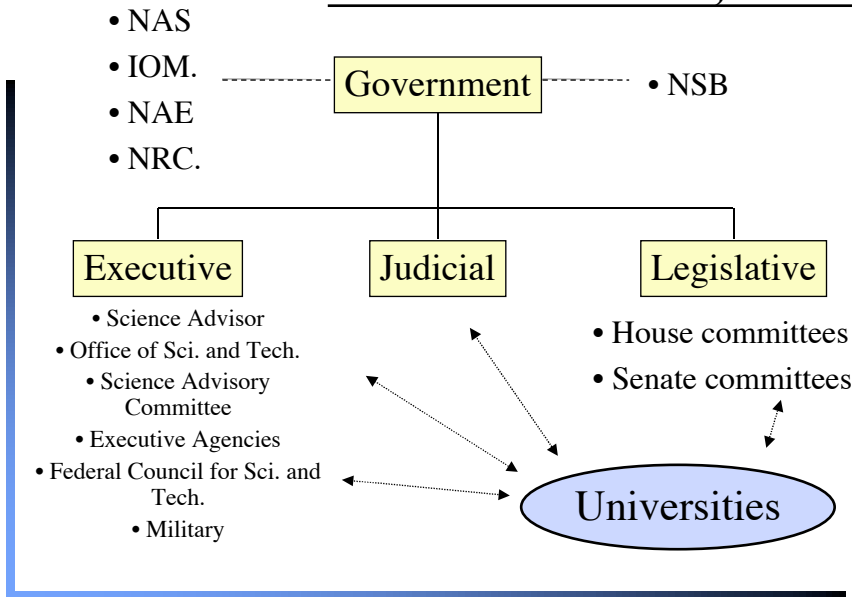 • NAS
• IOM.
• NAE
• NRC.
Government
• NSB
Executive
Judicial
Legislative
• Science Advisor
• Office of Sci. and Tech.
• Science Advisory
Committee
• Executive Agencies
• Federal Council for Sci. and
Tech.
• Military
• House committees
• Senate committees
Universities